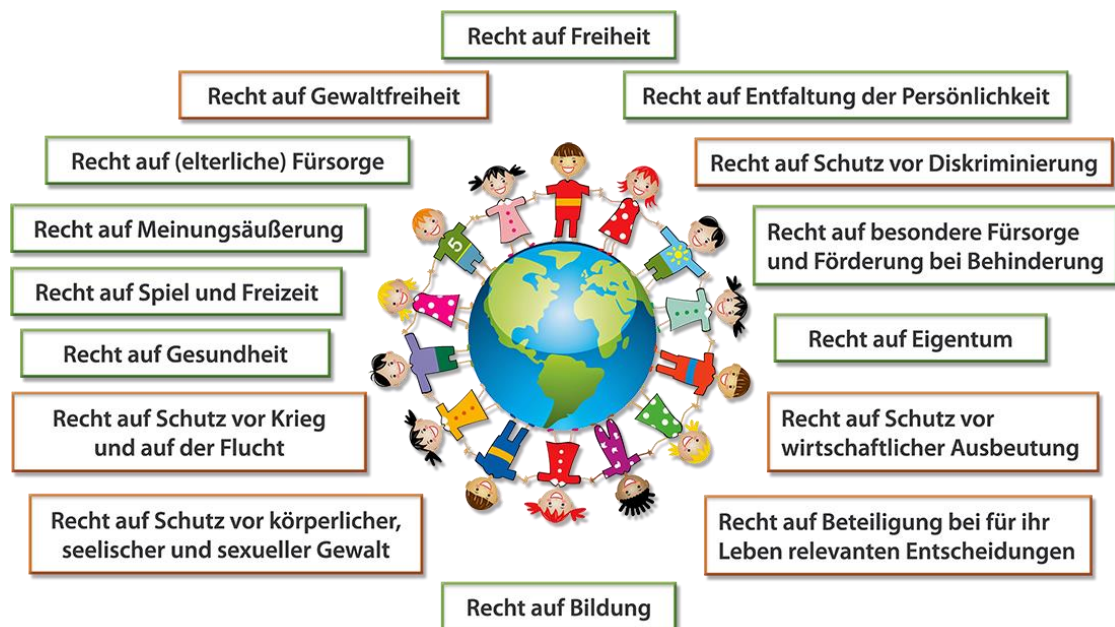 Recht auf Freiheit
Recht auf Gewaltfreiheit
Recht auf Entfaltung der Persönlichkeit
Recht auf (elterliche) Fürsorge
Recht auf Schutz vor Diskriminierung
Recht auf Meinungsäußerung
Recht auf besondere Fürsorge
und Förderung bei Behinderung
Recht auf Spiel und Freizeit
Recht auf Gesundheit
Recht auf Eigentum
Recht auf Schutz vor Krieg
und auf der Flucht
Recht auf Schutz vor
wirtschaftlicher Ausbeutung
Recht auf Schutz vor körperlicher,
seelischer und sexueller Gewalt
Recht auf Beteiligung bei für ihr
Leben relevanten Entscheidungen
Recht auf Bildung
5